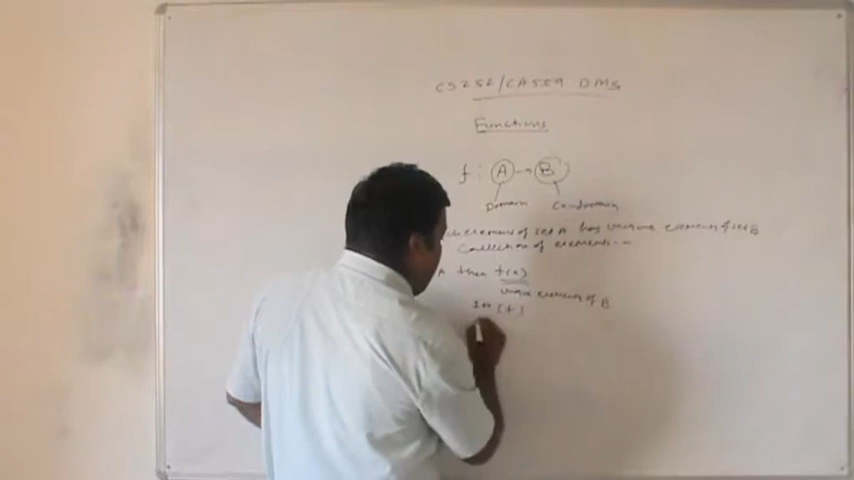 CS252/CA559 DMS
Functions
f : A → B
Domain Co-domain
element of set A has unique element of set B
Collection of elements
A then f(a)
unique element of B
Im (f)